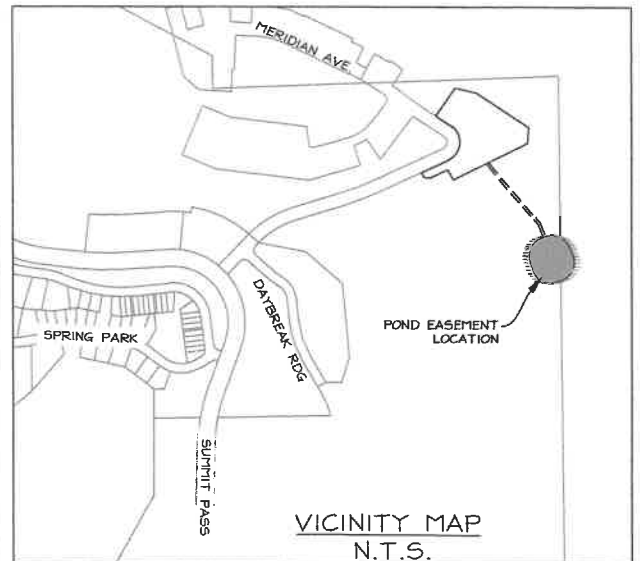 MERIDIAN AVE.
POND EASEMENT
LOCATION
DAYBREAK RDG
SPRING PARK
SUMMIT PASS
VICINITY MAP
N.T.S.